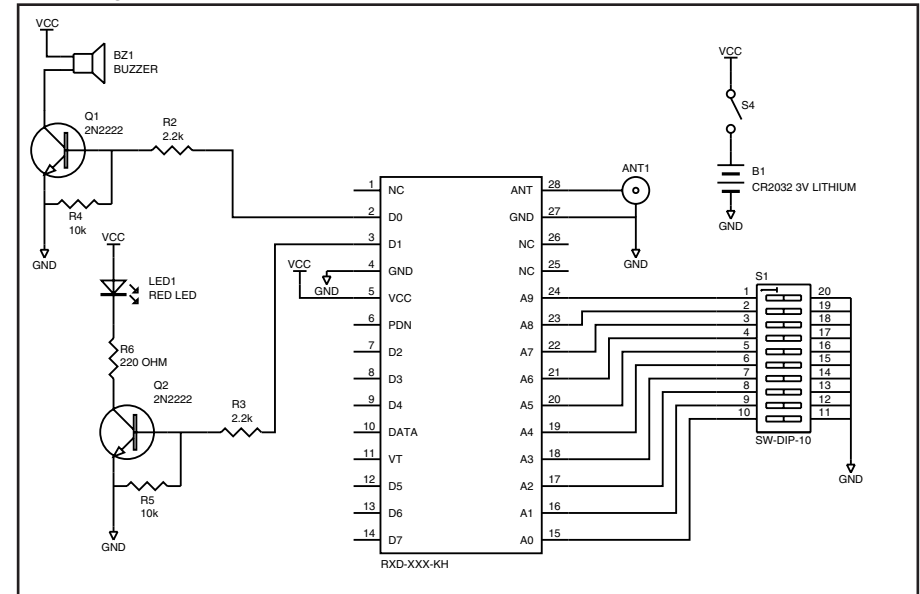 VCC
BZ1
BUZZER
Q1
2N2222
R2
2.2k
R4
10k
GND
VCC
LED1
RED LED
R6
220 OHM
Q2
2N2222
R3
2.2k
R5
10k
GND
VCC
GND
1 NC
2 D0
3 D1
4 GND
5 VCC
6 PDN
7 D2
8 D3
9 D4
10 DATA
11 VT
12 D5
13 D6
14 D7
ANT 28
GND 27
NC 26
NC 25
A9 24
A8 23
A7 22
A6 21
A5 20
A4 19
A3 18
A2 17
A1 16
A0 15
RXD-XXX-KH
ANT1
GND
VCC
S4
B1
CR2032 3V LITHIUM
GND
S1
1 20
2 19
3 18
4 17
5 16
6 15
7 14
8 13
9 12
10 11
SW-DIP-10
GND